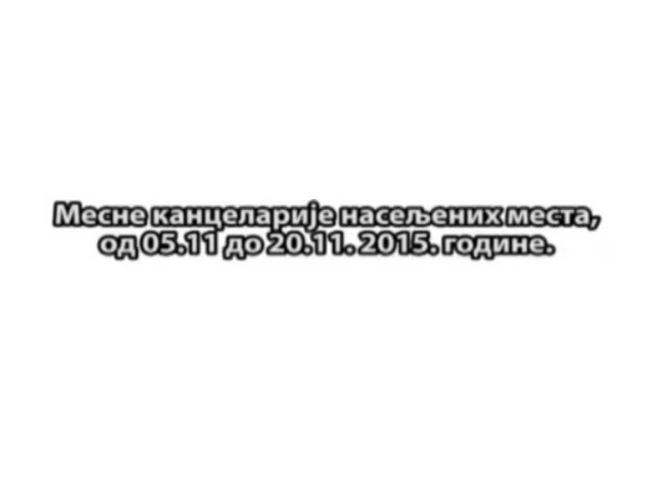 Месне канцеларије насељених места,
од 05.11 до 20.11. 2015. године.